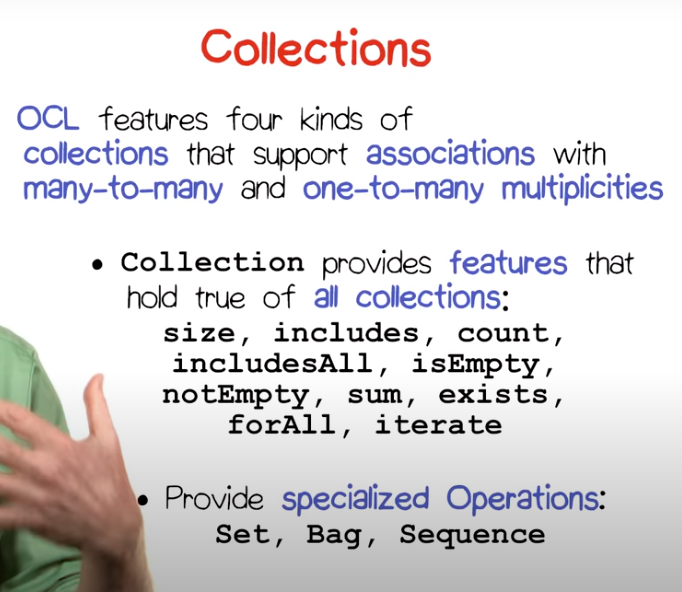 Collections
OCL features four kinds of
collections that support associations with
many-to-many and one-to-many multiplicities
• Collection provides features that
hold true of all collections:
size, includes, count,
includesAll, isEmpty,
notEmpty, sum, exists,
forAll, iterate
• Provide specialized Operations:
Set, Bag, Sequence